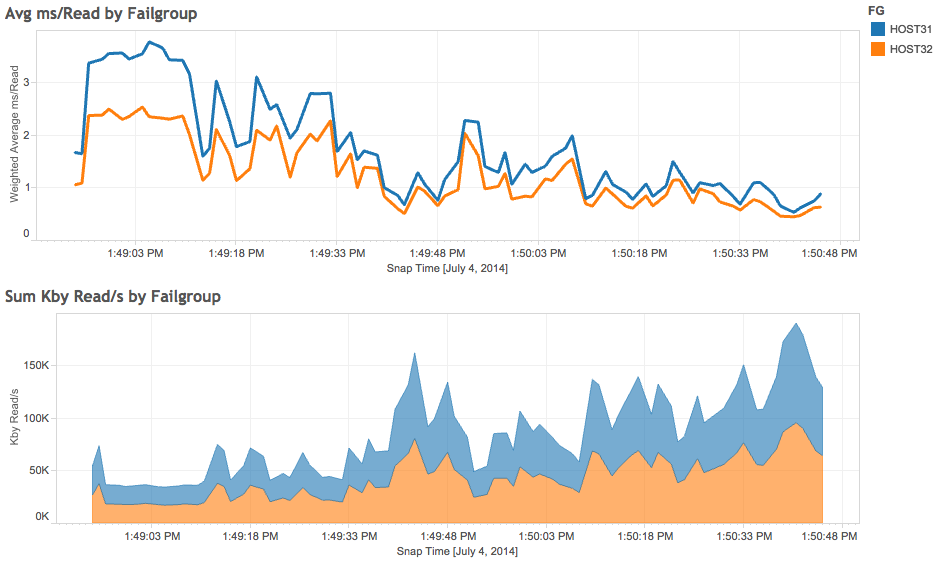 Avg ms/Read by Failgroup
FG
HOST31
HOST32
Weighted Average ms/Read
3
2
1
0
1:49:03 PM 1:49:18 PM 1:49:33 PM 1:49:48 PM 1:50:03 PM 1:50:18 PM 1:50:33 PM 1:50:48 PM
Snap Time [July 4, 2014]
Sum Kby Read/s by Failgroup
Kby Read/s
150K
100K
50K
0K
1:49:03 PM 1:49:18 PM 1:49:33 PM 1:49:48 PM 1:50:03 PM 1:50:18 PM 1:50:33 PM 1:50:48 PM
Snap Time [July 4, 2014]